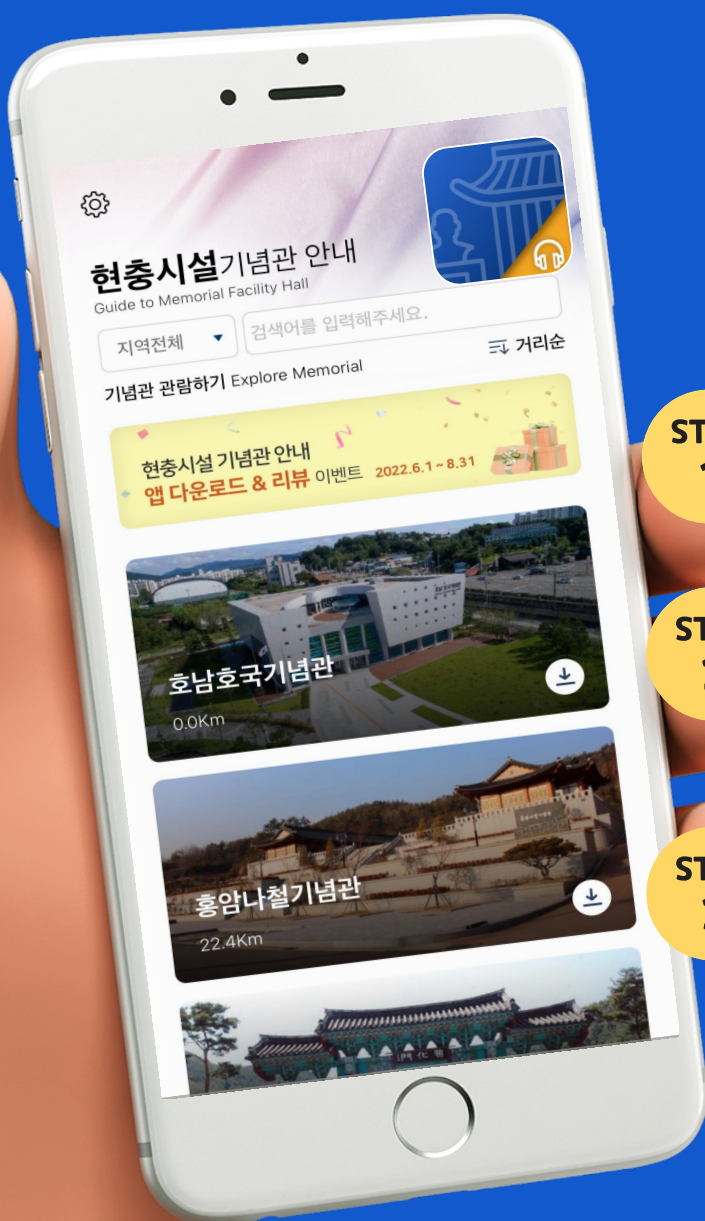 현충시설기념관 안내
Guide to Memorial Facility Hall
지역전체
검색어를 입력해주세요.
거리순
기념관 관람하기 Explore Memorial
현충시설 기념관 안내
앱 다운로드 & 리뷰 이벤트 2022.6.1 ~ 8.31
호남호국기념관
0.0Km
홍암나철기념관
22.4Km
ST
ST
ST